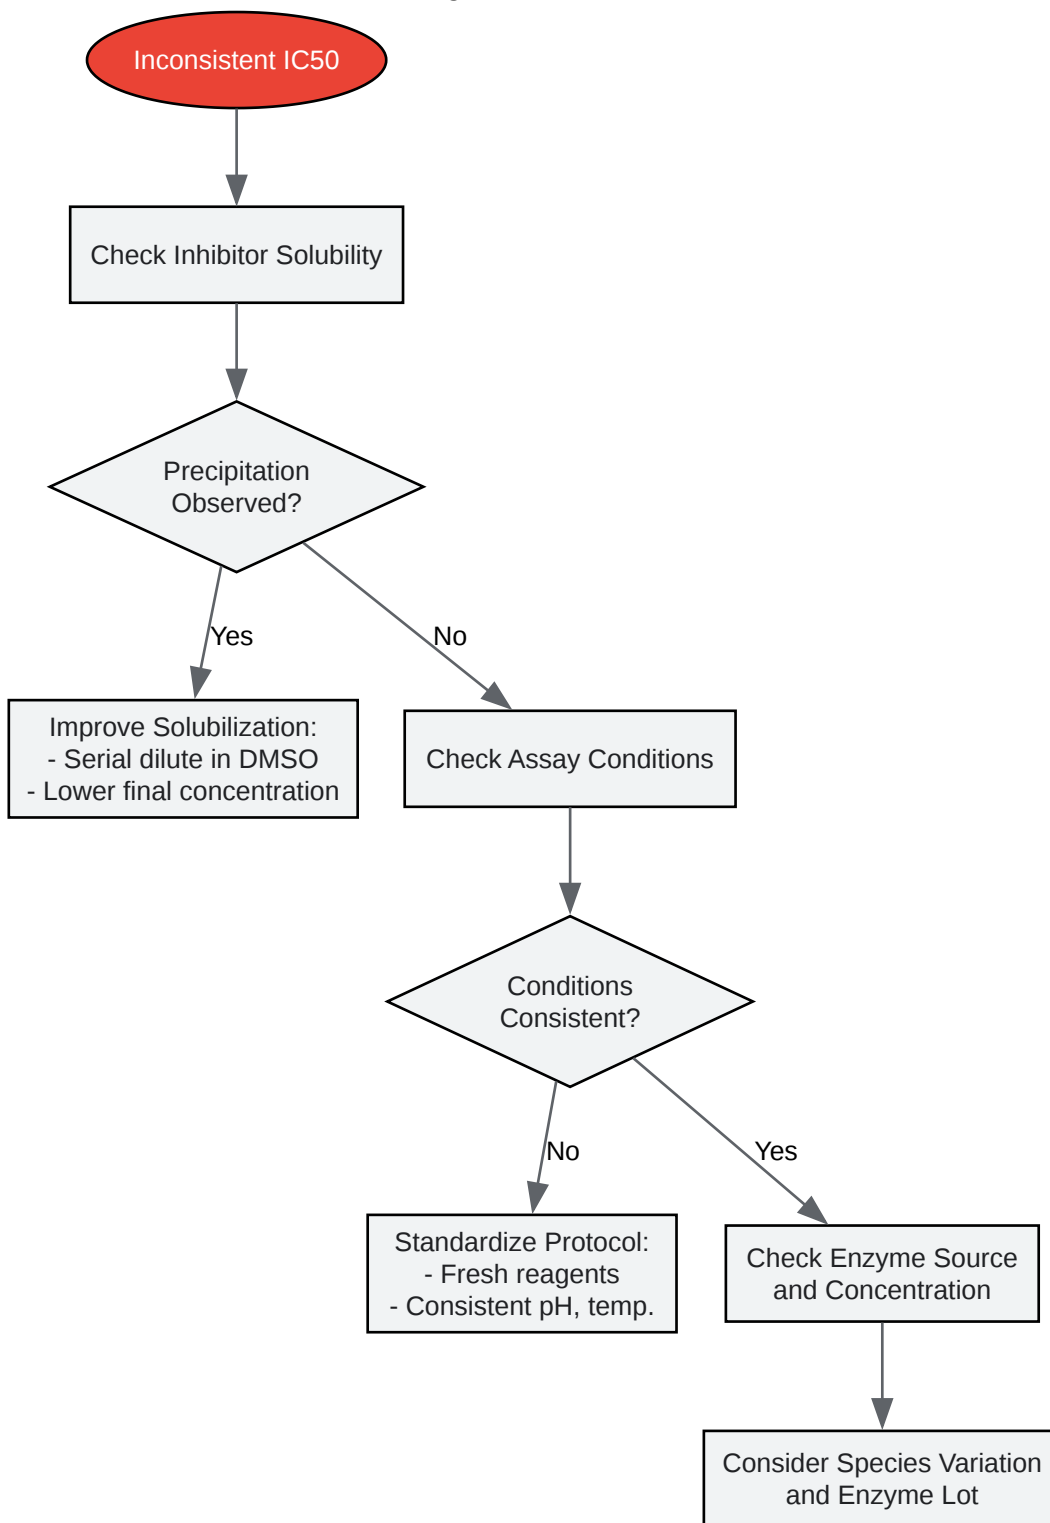 Inconsistent IC50
Check Inhibitor Solubility
Precipitation
Observed?
Yes
No
Improve Solubilization:
- Serial dilute in DMSO
- Lower final concentration
Check Assay Conditions
Conditions
Consistent?
No
Yes
Standardize Protocol:
- Fresh reagents
- Consistent pH, temp.
Check Enzyme Source
and Concentration
Consider Species Variation
and Enzyme Lot